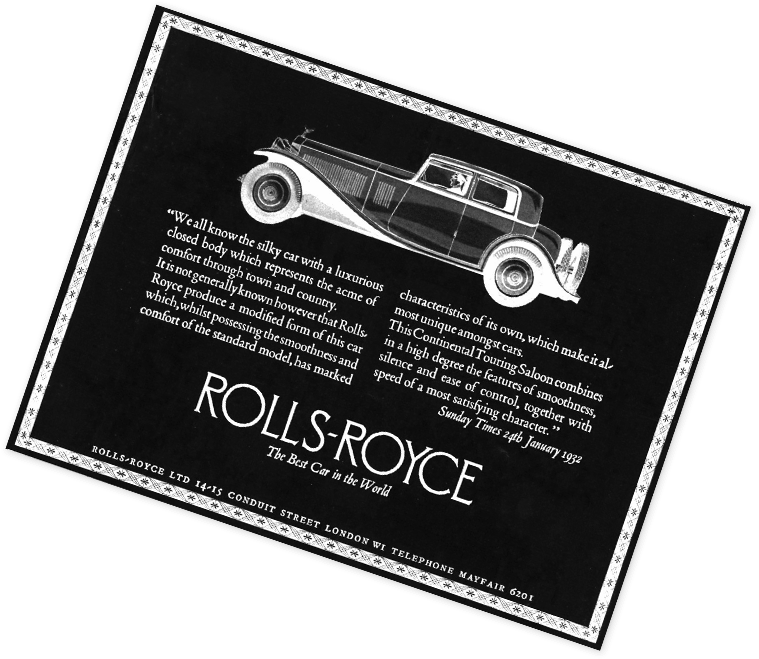 “We all know the silky car with a luxurious
closed body which represents the acme of
comfort through town and country.
It is not generally known however that Rolls-
Royce produce a modified form of this car
which, whilst possessing the smoothness and
comfort of the standard model, has marked
characteristics of its own, which make it al-
most unique amongst cars.
This Continental Touring Saloon combines
in a high degree the features of smoothness,
silence and ease of control, together with
speed of a most satisfying character.”
Sunday Times 24th January 1932
ROLLS-ROYCE
The Best Car in the World
ROLLS-ROYCE LTD 14-15 CONDUIT STREET LONDON W1 TELEPHONE MAYFAIR 6201